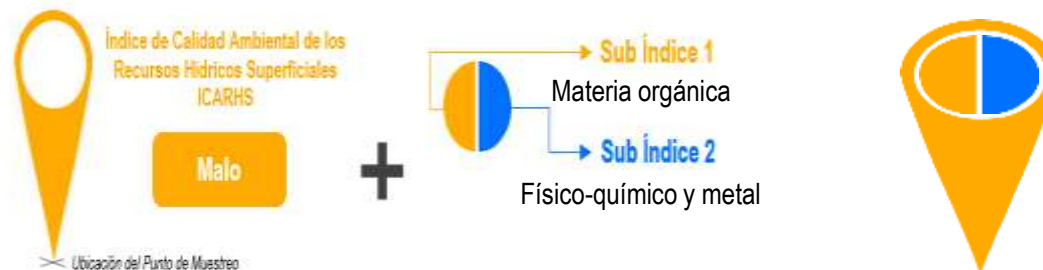 Índice de Calidad Ambiental de los
Recursos Hídricos Superficiales
ICARHS
Malo
Ubicación del Punto de Muestreo
+
Sub Índice 1
Materia orgánica
Sub Índice 2
Físico-químico y metal